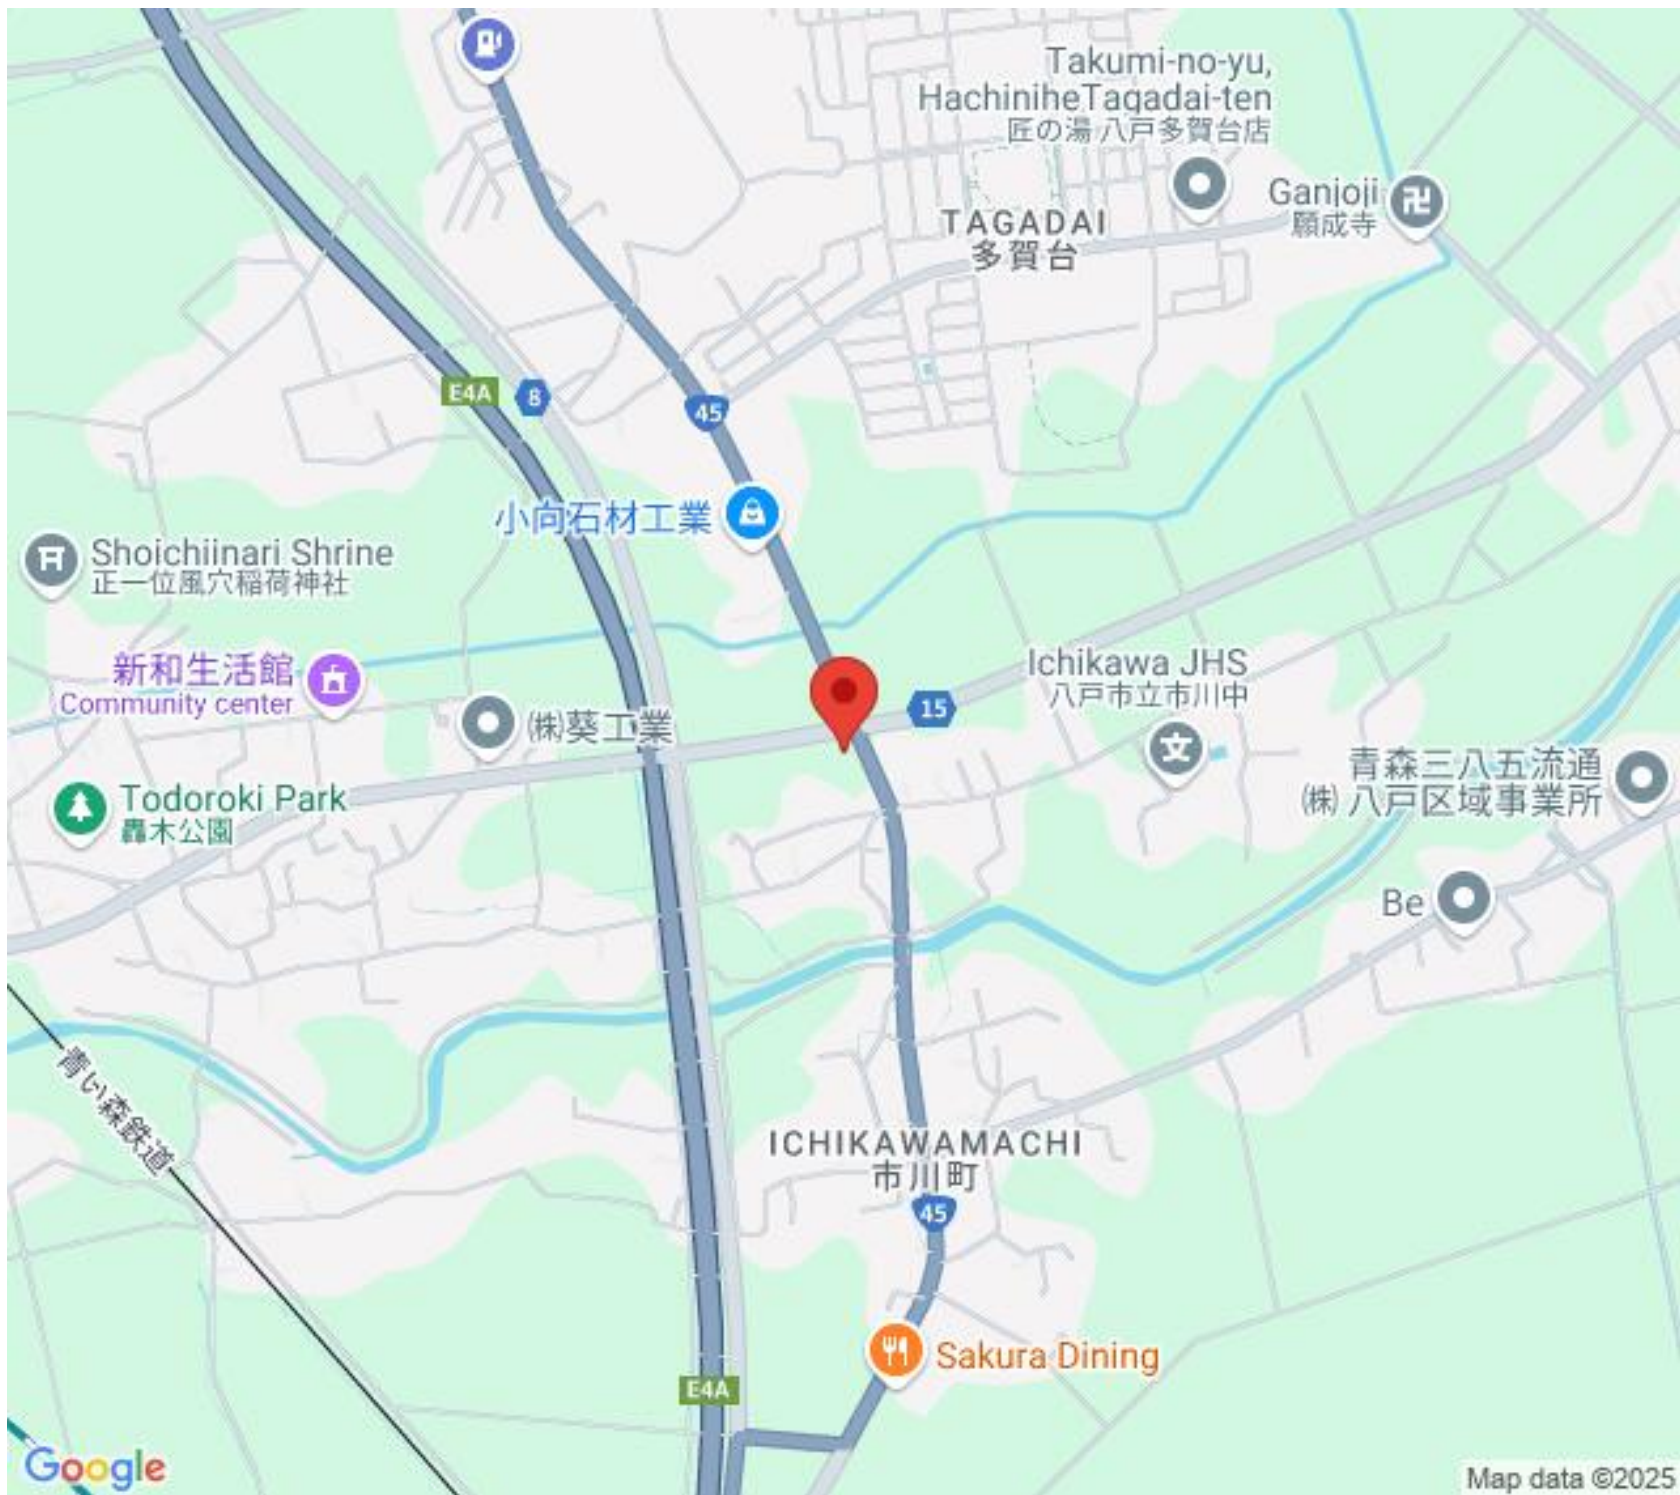 Takumi-no-yu,
HachiniheTagadai-ten
匠の湯 八戸多賀台店
Ganjoji
願成寺
卍
TAGADAI
多賀台
E4A
8
45
小向石材工業
Shoichiinari Shrine
正一位風穴稲荷神社
新和生活館
Community center
㈱葵工業
15
Ichikawa JHS
八戸市立市川中
文
青森三八五流通
㈱ 八戸区域事業所
Todoroki Park
轟木公園
Be
青い森鉄道
ICHIKAWAMACHI
市川町
45
Sakura Dining
E4A
Google
Map data ©2025